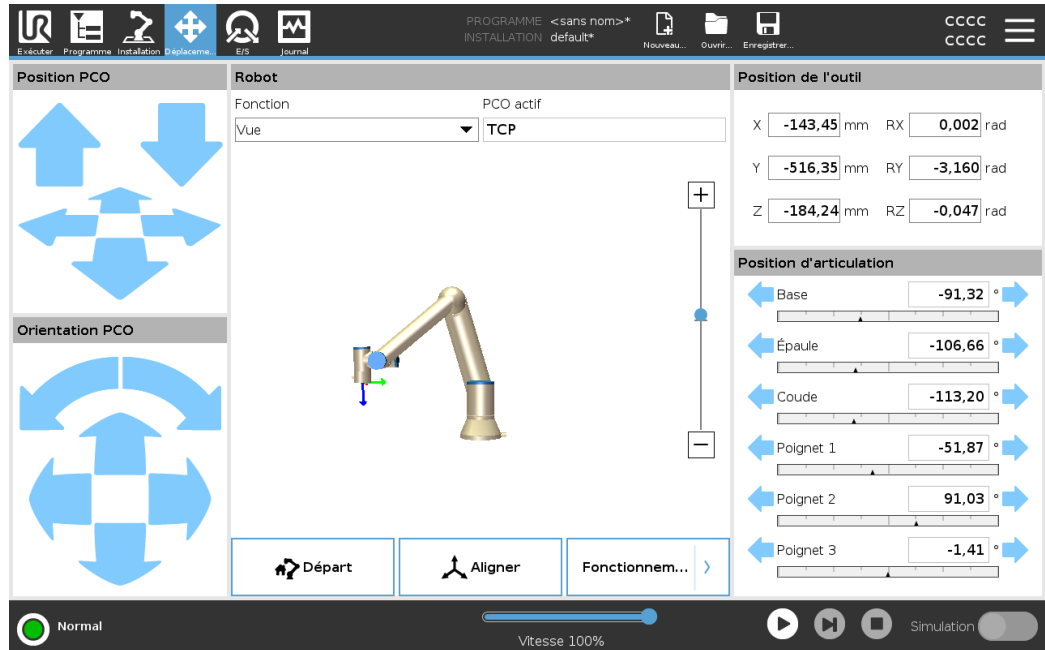 UR
Exécuter
Programme
Installation
Déplaceme...
E/S
Journal
PROGRAMME <sans nom>*
INSTALLATION default*
Nouveau...
Ouvrir...
Enregistrer...
CCCC
CCCC
Position PCO
Orientation PCO
Robot
Fonction
PCO actif
Vue
TCP
+
−
Départ
Aligner
Fonctionnem...
Position de l'outil
X -143,45 mm RX 0,002 rad
Y -516,35 mm RY -3,160 rad
Z -184,24 mm RZ -0,047 rad
Position d'articulation
Base -91,32 °
Épaule -106,66 °
Coude -113,20 °
Poignet 1 -51,87 °
Poignet 2 91,03 °
Poignet 3 -1,41 °
Normal
Vitesse 100%
Simulation